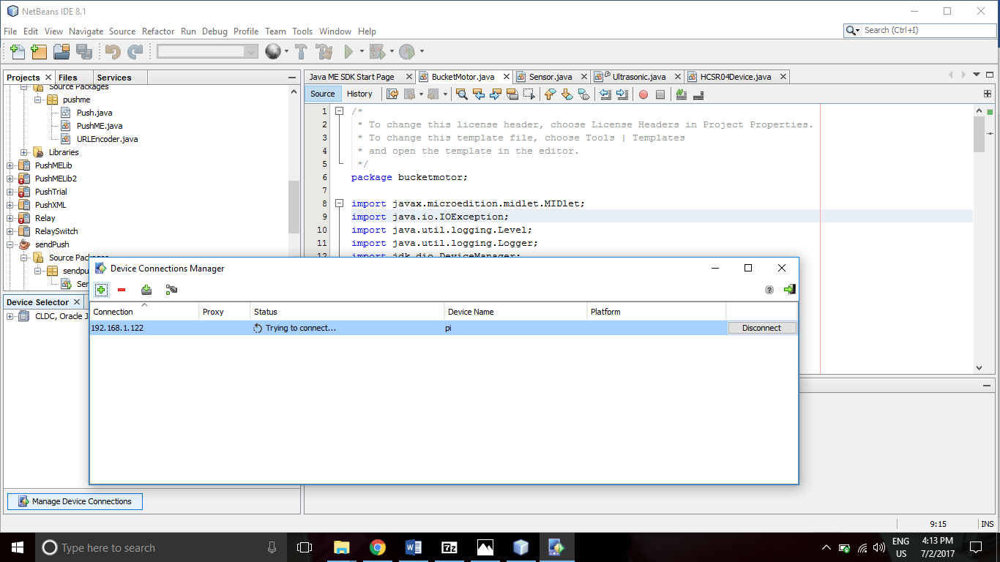 NetBeans IDE 8.1
File Edit View Navigate Source Refactor Run Debug Profile Team Tools Window Help
Search (Ctrl+I)
Projects Files Services
Source Packages
pushme
Push.java
PushME.java
URLEncoder.java
Libraries
PushMELib
PushMELib2
PushTrial
PushXML
Relay
RelaySwitch
sendPush
Source Packages
Device Selector
CLDC, Oracle
Manage Device Connections
Java ME SDK Start Page BucketMotor.java Sensor.java Ultrasonic.java HCSR04Device.java
Source History
1 /*
2 * To change this license header, choose License Headers in Project Properties.
3 * To change this template file, choose Tools | Templates
4 * and open the template in the editor.
5 */
6 package bucketmotor;
7
8 import javax.microedition.midlet.MIDlet;
9 import java.io.IOException;
10 import java.util.logging.Level;
11 import java.util.logging.Logger;
12 import jdk.dio.DeviceManager;
Device Connections Manager
Connection Proxy Status Device Name Platform
192.168.1.122 Trying to connect... pi Disconnect
9:15 INS
Type here to search
7z
ENG
US
4:13 PM
7/2/2017